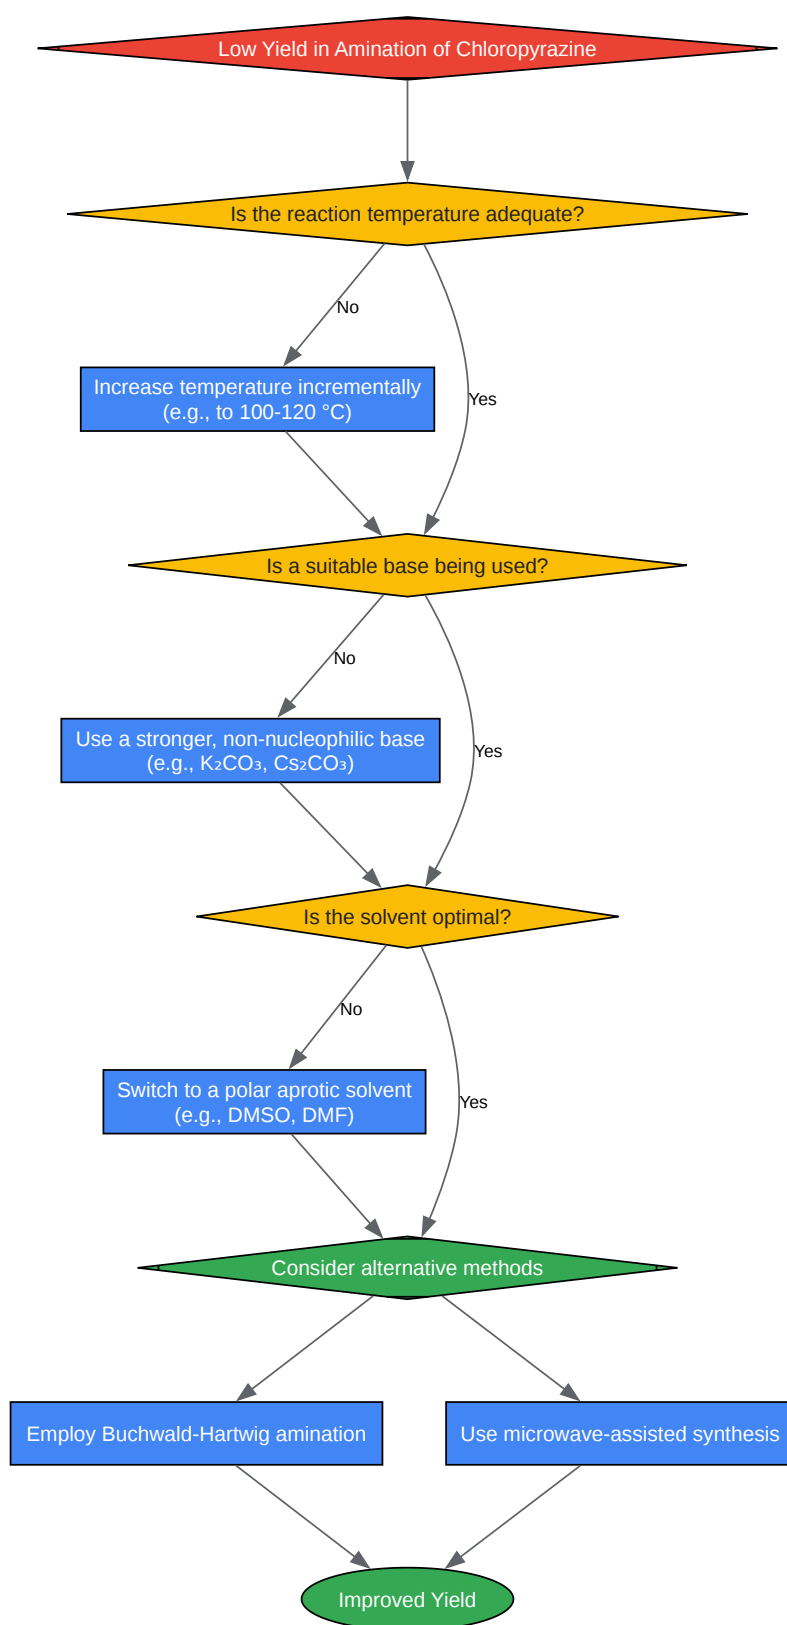 Low Yield in Amination of Chloropyrazine
Is the reaction temperature adequate?
No
Increase temperature incrementally
(e.g., to 100-120 °C)
Yes
Is a suitable base being used?
No
Use a stronger, non-nucleophilic base
(e.g., K₂CO₃, Cs₂CO₃)
Yes
Is the solvent optimal?
No
Switch to a polar aprotic solvent
(e.g., DMSO, DMF)
Yes
Consider alternative methods
Employ Buchwald-Hartwig amination
Use microwave-assisted synthesis
Improved Yield